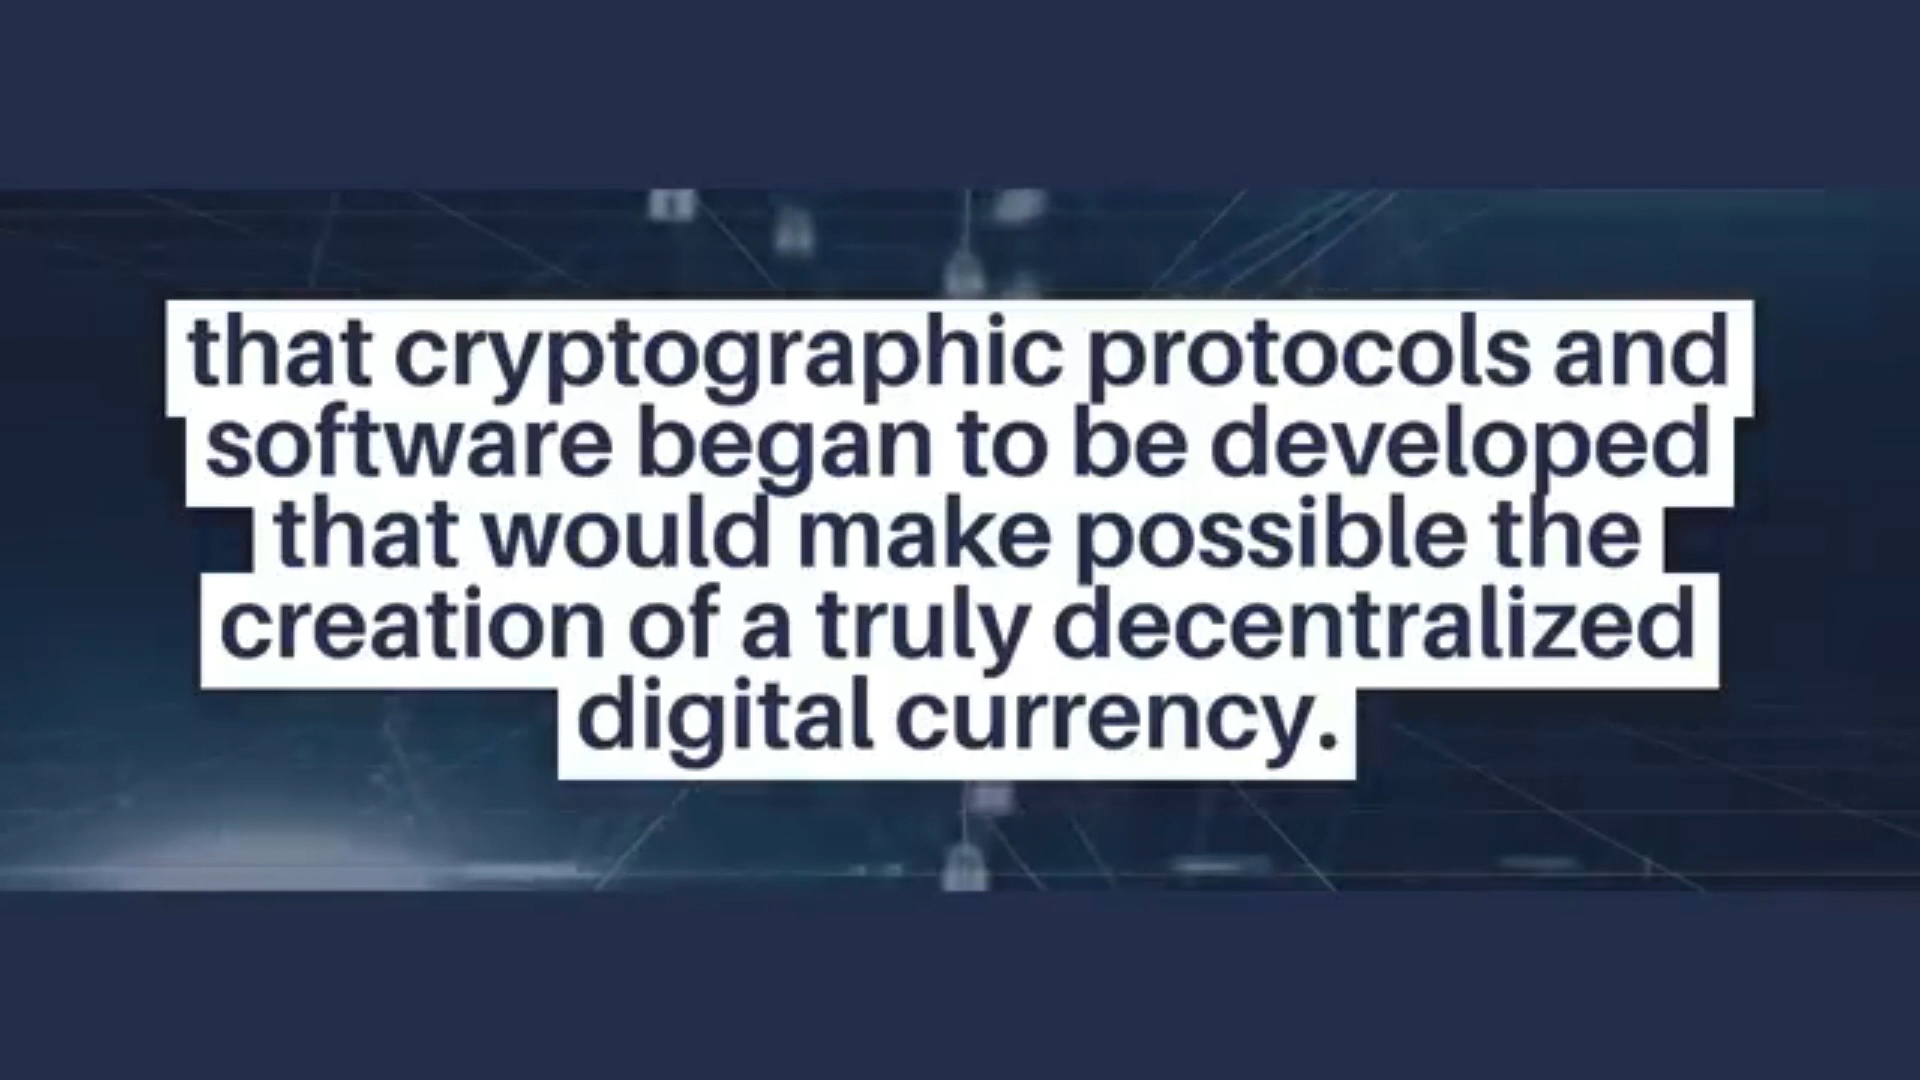 that cryptographic protocols and
software began to be developed
that would make possible the
creation of a truly decentralized
digital currency.